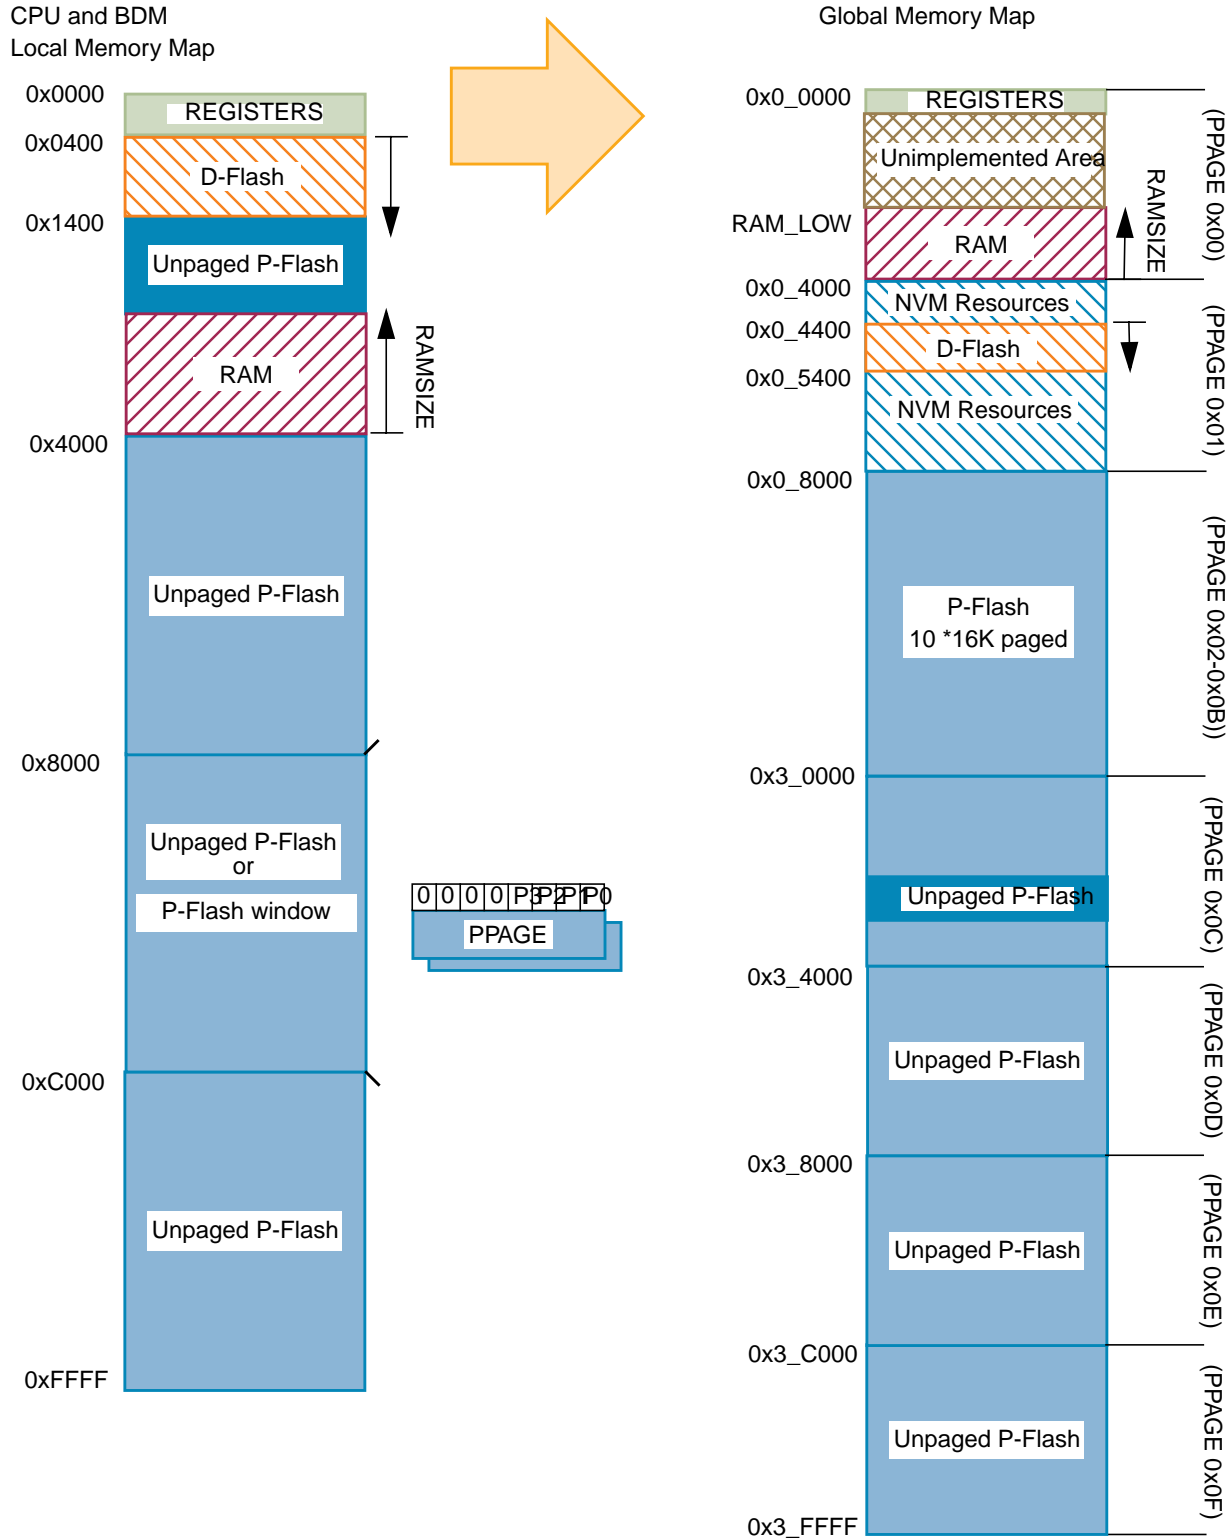 CPU and BDM
Local Memory Map
0x0000
REGISTERS
0x0400
D-Flash
0x1400
Unpaged P-Flash
RAM
RAMSIZE
0x4000
Unpaged P-Flash
0x8000
Unpaged P-Flash
or
P-Flash window
0xC000
Unpaged P-Flash
0xFFFF
0 0 0 0 P3 P2 P1 P0
PPAGE
Global Memory Map
0x0_0000
REGISTERS
Unimplemented Area
RAM_LOW
RAM
RAMSIZE
(PPAGE 0x00)
0x0_4000
NVM Resources
0x0_4400
D-Flash
0x0_5400
NVM Resources
(PPAGE 0x01)
0x0_8000
P-Flash
10 *16K paged
(PPAGE 0x02-0x0B))
0x3_0000
Unpaged P-Flash
(PPAGE 0x0C)
0x3_4000
Unpaged P-Flash
(PPAGE 0x0D)
0x3_8000
Unpaged P-Flash
(PPAGE 0x0E)
0x3_C000
Unpaged P-Flash
(PPAGE 0x0F)
0x3_FFFF